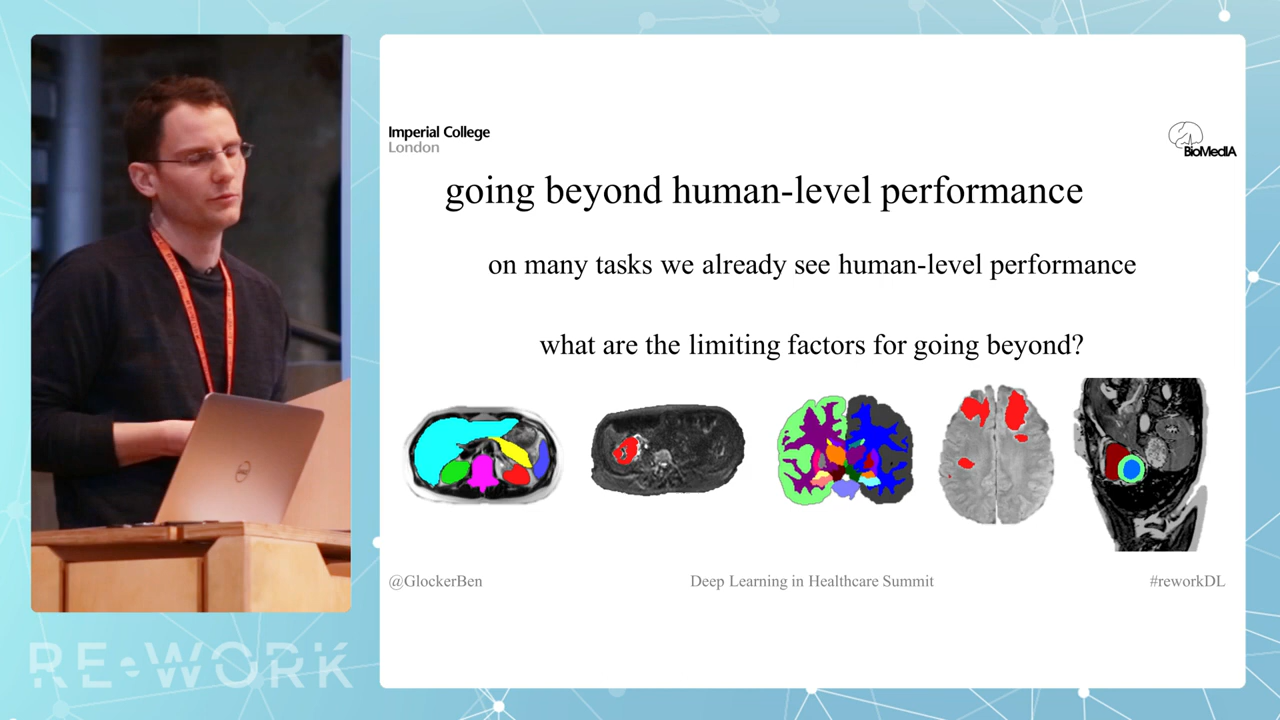 Imperial College
London
BioMedIA
going beyond human-level performance
on many tasks we already see human-level performance
what are the limiting factors for going beyond?
@GlockerBen
Deep Learning in Healthcare Summit
#reworkDL
RE•WORK